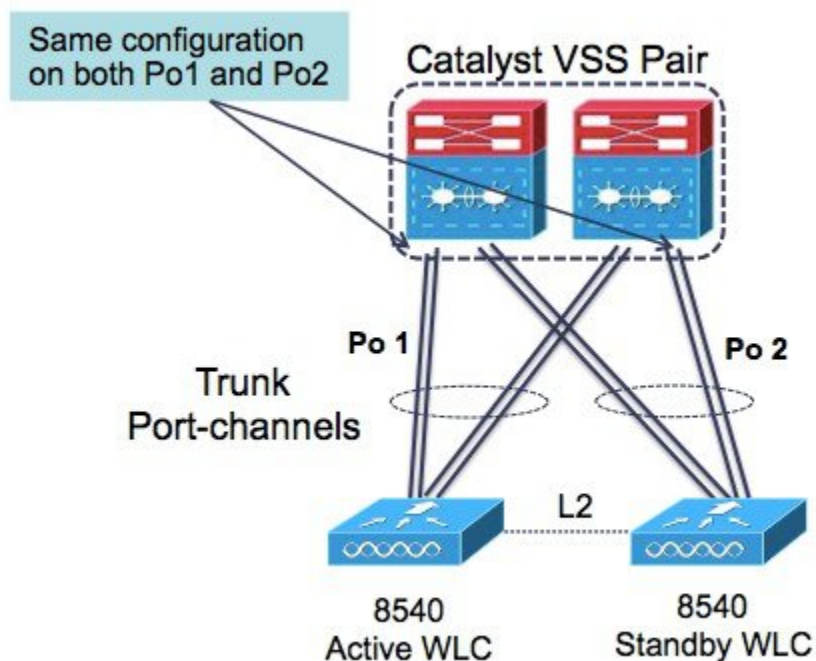 Same configuration
on both Po1 and Po2
Catalyst VSS Pair
Po 1
Po 2
Trunk
Port-channels
L2
8540
Active WLC
8540
Standby WLC